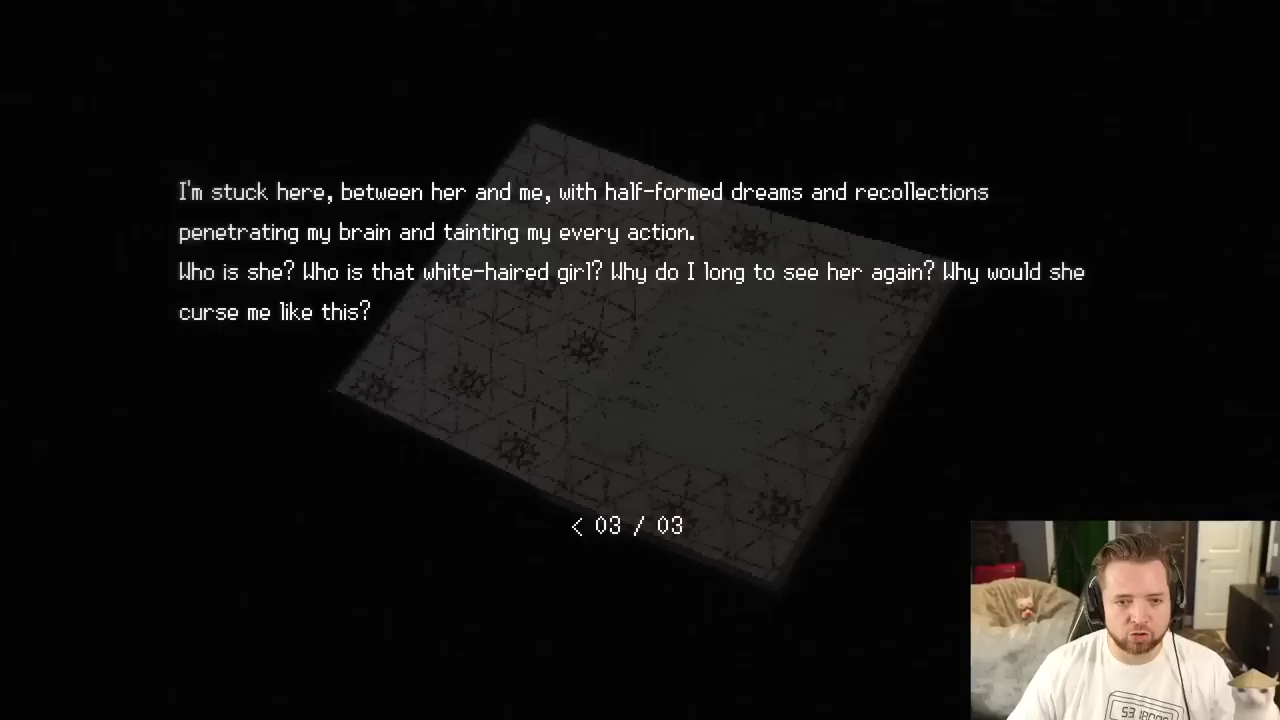 I'm stuck here, between her and me, with half-formed dreams and recollections
penetrating my brain and tainting my every action.
Who is she? Who is that white-haired girl? Why do I long to see her again? Why would she
curse me like this?
< 03 / 03